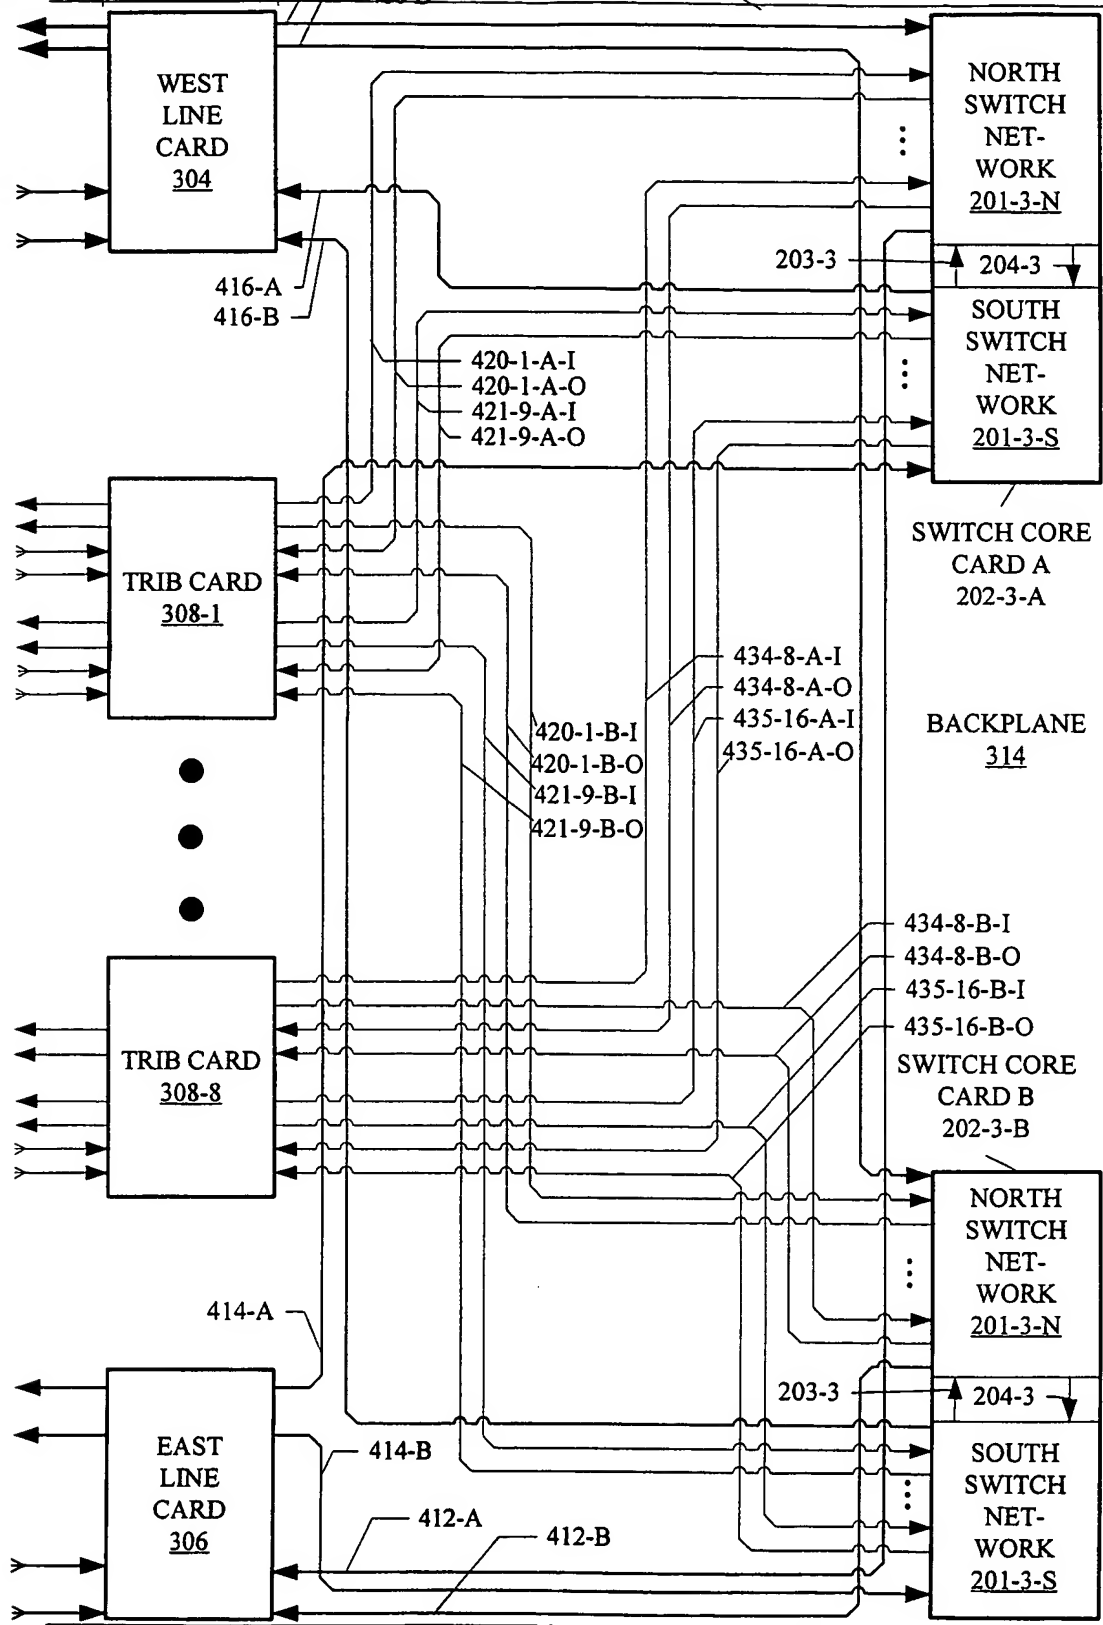 WEST
LINE
CARD
304
NORTH
SWITCH
NET-
WORK
201-3-N
203-3
204-3
416-A
416-B
SOUTH
SWITCH
NET-
WORK
201-3-S
420-1-A-I
420-1-A-O
421-9-A-I
421-9-A-O
SWITCH CORE
CARD A
202-3-A
TRIB CARD
308-1
434-8-A-I
434-8-A-O
435-16-A-I
435-16-A-O
BACKPLANE
314
420-1-B-I
420-1-B-O
421-9-B-I
421-9-B-O
434-8-B-I
434-8-B-O
435-16-B-I
435-16-B-O
TRIB CARD
308-8
SWITCH CORE
CARD B
202-3-B
NORTH
SWITCH
NET-
WORK
201-3-N
414-A
203-3
204-3
EAST
LINE
CARD
306
414-B
412-A
412-B
SOUTH
SWITCH
NET-
WORK
201-3-S